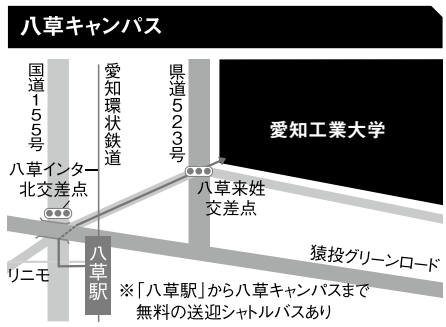 八草キャンパス
国道155号
愛知環状鉄道
県道523号
愛知工業大学
八草インター
北交差点
八草来姓
交差点
猿投グリーンロード
リニモ
八草駅
※「八草駅」から八草キャンパスまで
無料の送迎シャトルバスあり